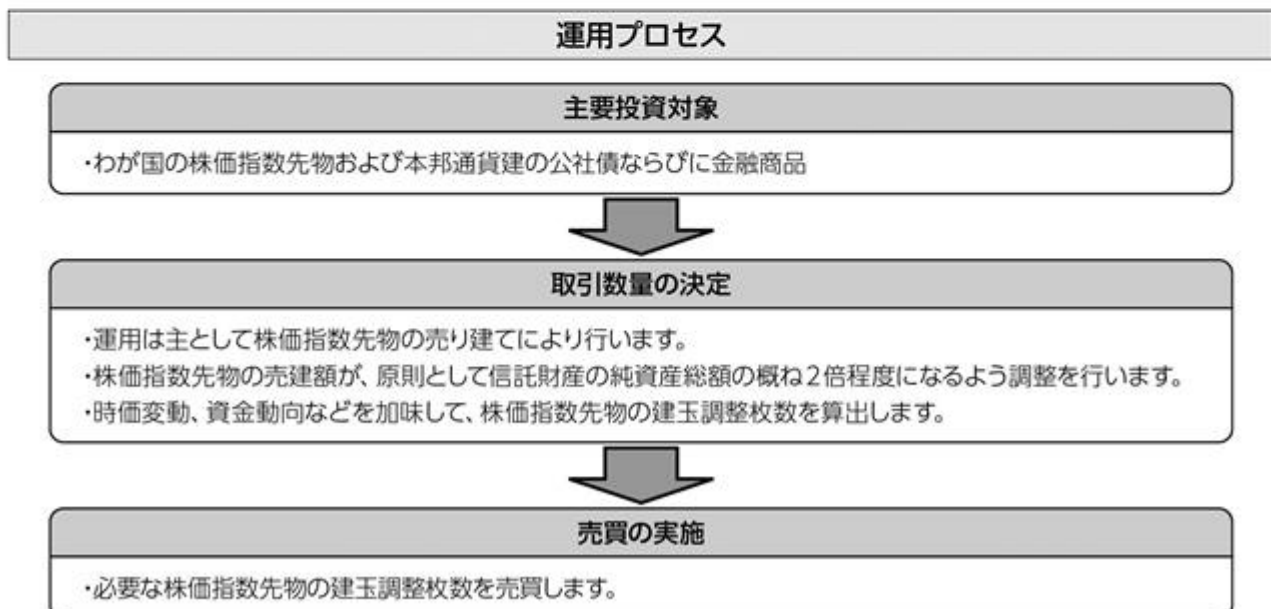 運用プロセス
主要投資対象
・わが国の株価指数先物および本邦通貨建の公社債ならびに金融商品
取引数量の決定
・運用は主として株価指数先物の売り建てにより行います。
・株価指数先物の売建額が、原則として信託財産の純資産総額の概ね2倍程度になるよう調整を行います。
・時価変動、資金動向などを加味して、株価指数先物の建玉調整枚数を算出します。
売買の実施
・必要な株価指数先物の建玉調整枚数を売買します。